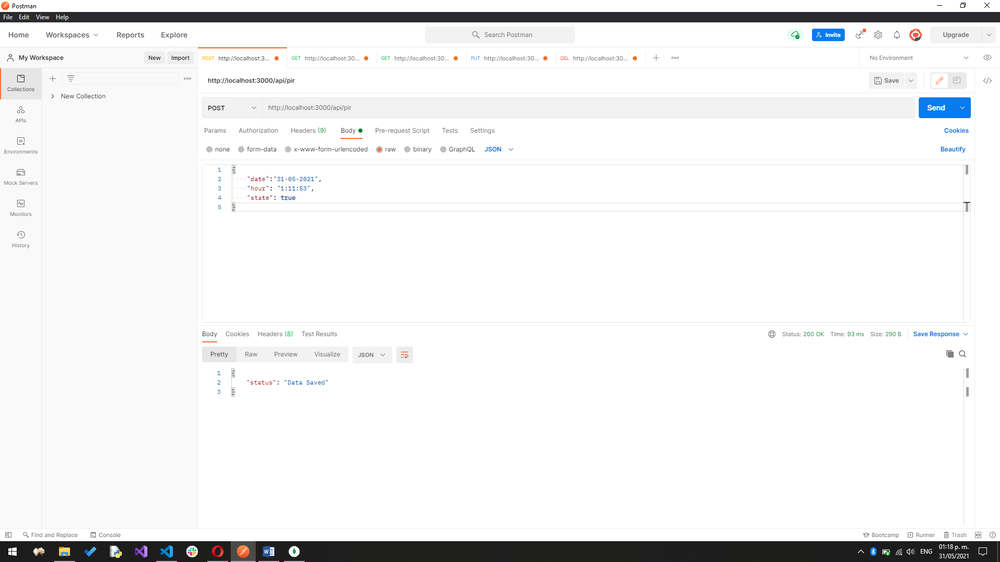 Postman
File Edit View Help
Home Workspaces Reports Explore Search Postman Invite Upgrade
My Workspace New Import
POST http://localhost:3... GET http://localhost:30... GET http://localhost:30... PUT http://localhost:30... DEL http://localhost:30... No Environment
Collections
New Collection
APIs
Environments
Mock Servers
Monitors
History
http://localhost:3000/api/pir Save
POST http://localhost:3000/api/pir Send
Params Authorization Headers (9) Body Pre-request Script Tests Settings Cookies
none form-data x-www-form-urlencoded raw binary GraphQL JSON Beautify
1 {
2 "date":"31-05-2021",
3 "hour": "1:11:53",
4 "state": true
5 }
Body Cookies Headers (8) Test Results Status: 200 OK Time: 93 ms Size: 290 B Save Response
Pretty Raw Preview Visualize JSON
1 {
2 "status": "Data Saved"
3 }
Find and Replace Console Bootcamp Runner Trash
ENG 01:18 p. m.
31/05/2021